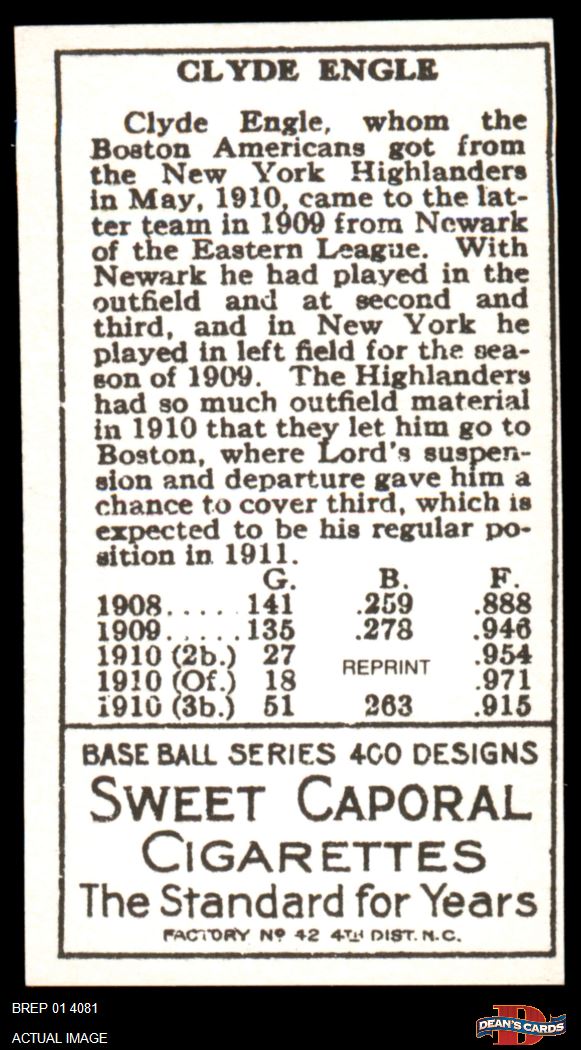 CLYDE ENGLE
Clyde Engle, whom the
Boston Americans got from
the New York Highlanders
in May, 1910, came to the lat-
ter team in 1909 from Newark
of the Eastern League. With
Newark he had played in the
outfield and at second and
third, and in New York he
played in left field for the sea-
son of 1909. The Highlanders
had so much outfield material
in 1910 that they let him go to
Boston, where Lord's suspen-
sion and departure gave him a
chance to cover third, which is
expected to be his regular po-
sition in 1911.
G. B. F.
1908..... 141 .259 .888
1909..... 135 .278 .946
1910 (2b.) 27 .954
REPRINT
1910 (Of.) 18 .971
1910 (3b.) 51 263 .915
BASE BALL SERIES 400 DESIGNS
SWEET CAPORAL
CIGARETTES
The Standard for Years
FACTORY Nº 42 4TH DIST. N.C.
BREP 01 4081
ACTUAL IMAGE
D
DEAN'S CARDS